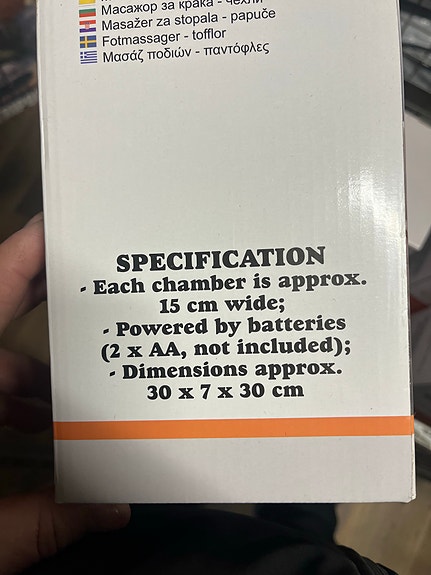 Масажор за крака - чехли
Masažer za stopala - papuče
Fotmassager - tofflor
Μασάζ ποδιών - παντόφλες
SPECIFICATION
- Each chamber is approx.
15 cm wide;
- Powered by batteries
(2 x AA, not included);
- Dimensions approx.
30 x 7 x 30 cm